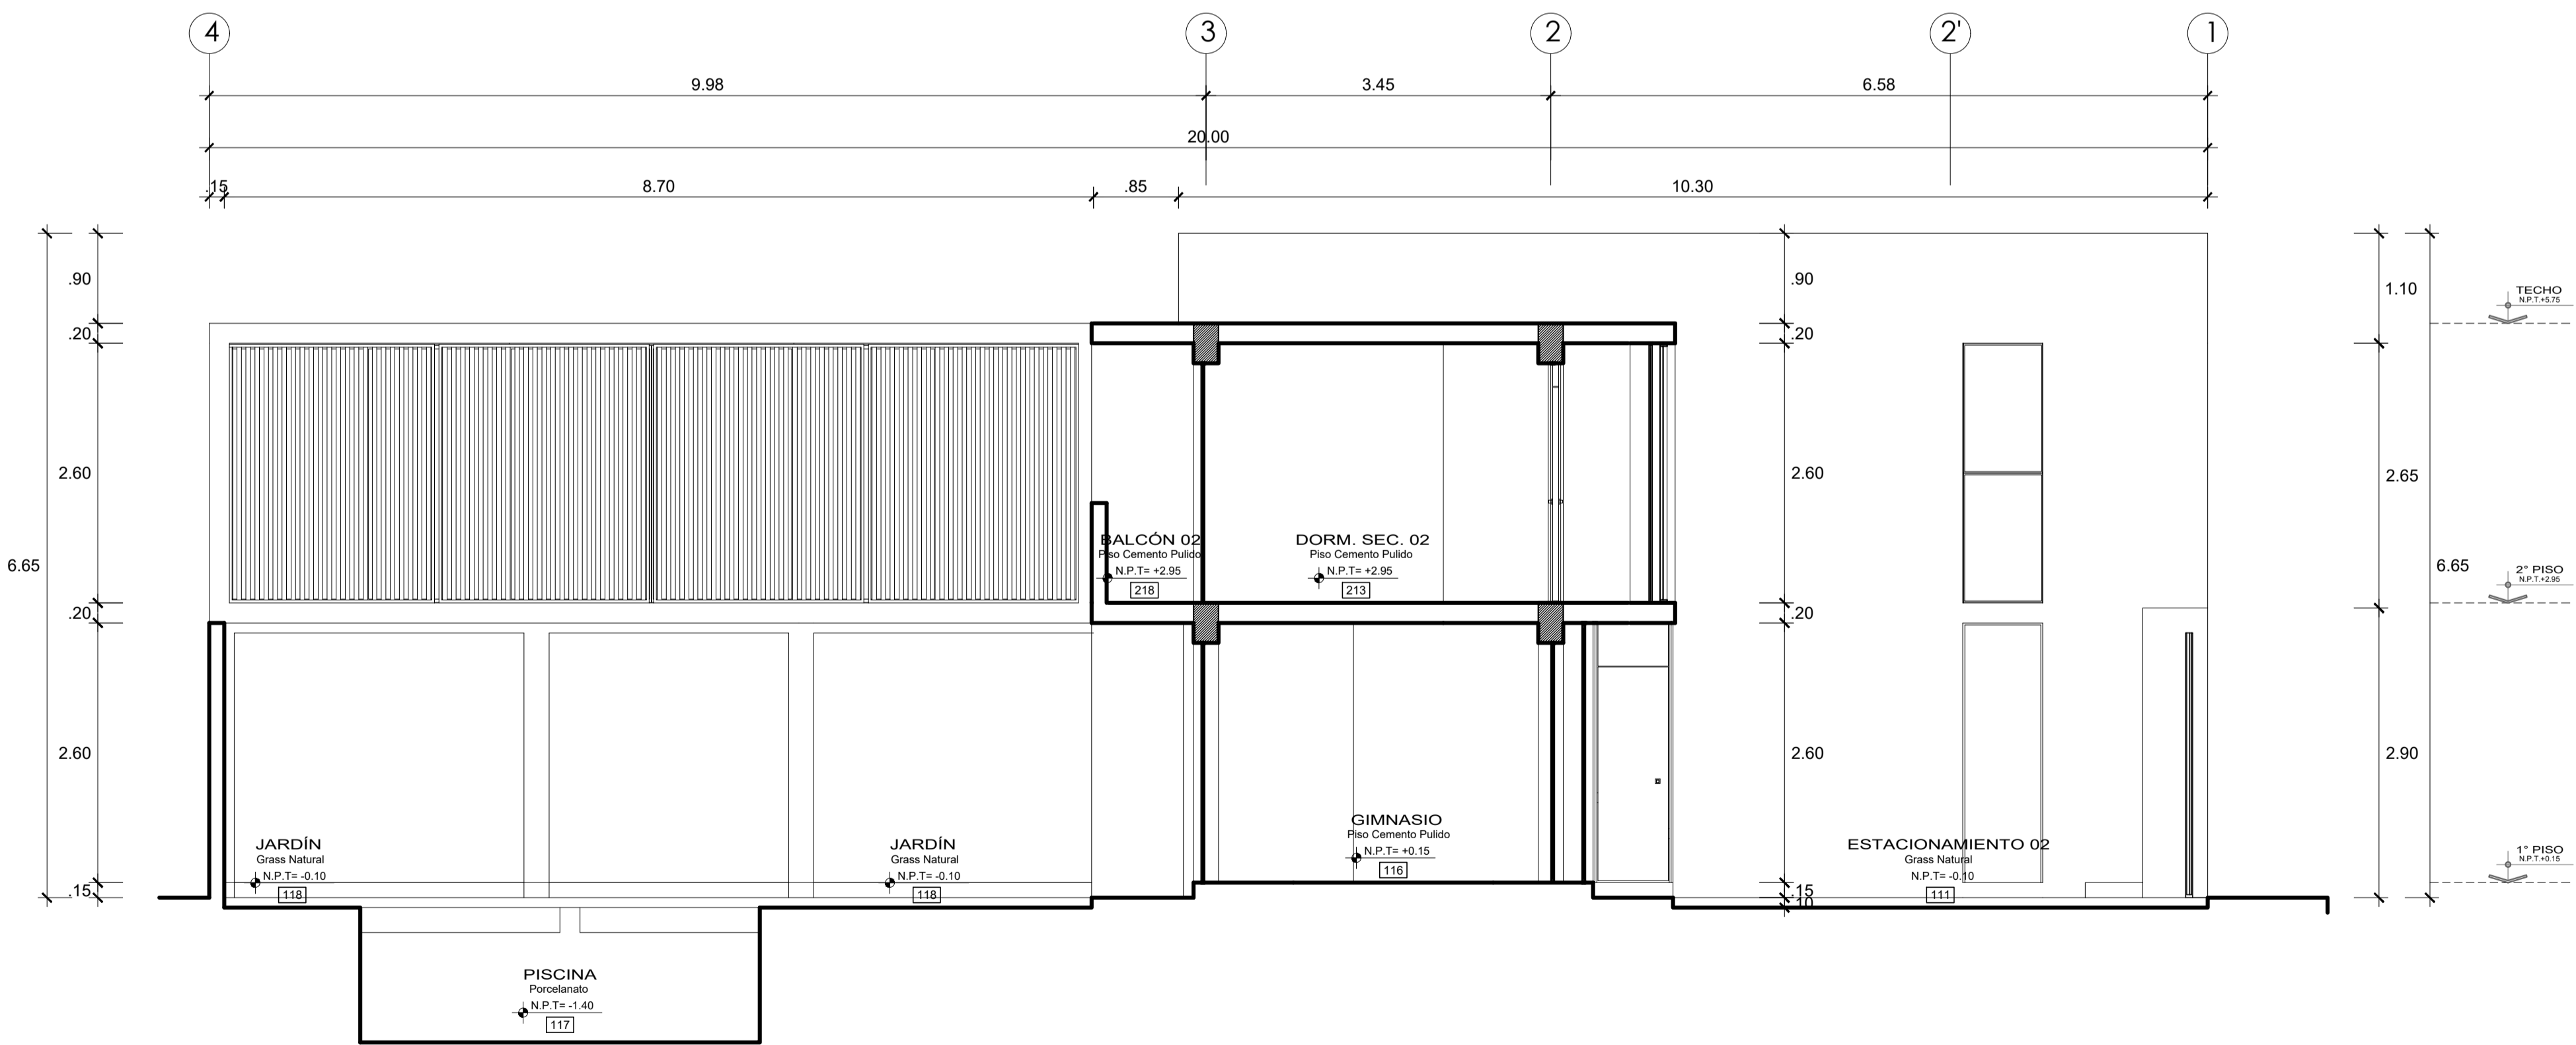 4
3
2
2'
1
9.98
3.45
6.58
20.00
.15
8.70
.85
10.30
.90
.20
2.60
.20
2.60
.15
6.65
.90
.20
2.60
.20
2.60
.15
.10
1.10
2.65
2.90
6.65
TECHO
N.P.T.+5.75
2° PISO
N.P.T.+2.95
1° PISO
N.P.T.+0.15
BALCÓN 02
Piso Cemento Pulido
N.P.T= +2.95
218
DORM. SEC. 02
Piso Cemento Pulido
N.P.T= +2.95
213
JARDÍN
Grass Natural
N.P.T= -0.10
118
JARDÍN
Grass Natural
N.P.T= -0.10
118
GIMNASIO
Piso Cemento Pulido
N.P.T= +0.15
116
ESTACIONAMIENTO 02
Grass Natural
N.P.T= -0.10
111
PISCINA
Porcelanato
N.P.T= -1.40
117